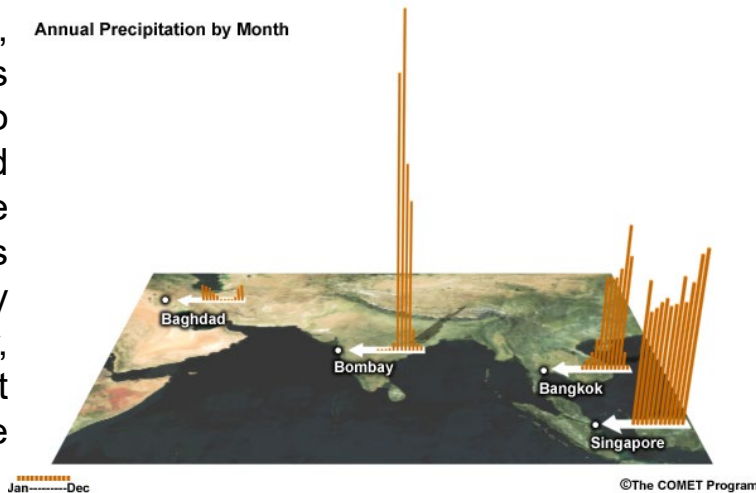 ,
s
o
d
e
s
y
,
t
e
Annual Precipitation by Month
Baghdad
Bombay
Bangkok
Singapore
Jan----------Dec
©The COMET Program